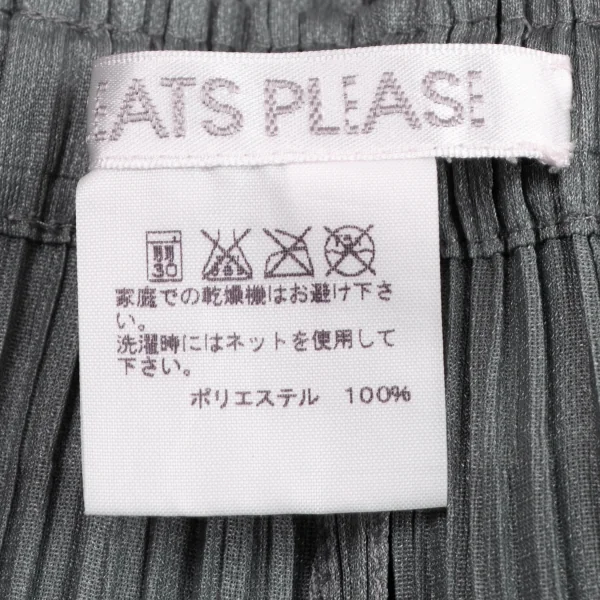 EATS PLEASE
弱
30
家庭での乾燥機はお避け下さ
い。
洗濯時にはネットを使用して
下さい。
ポリエステル 100%